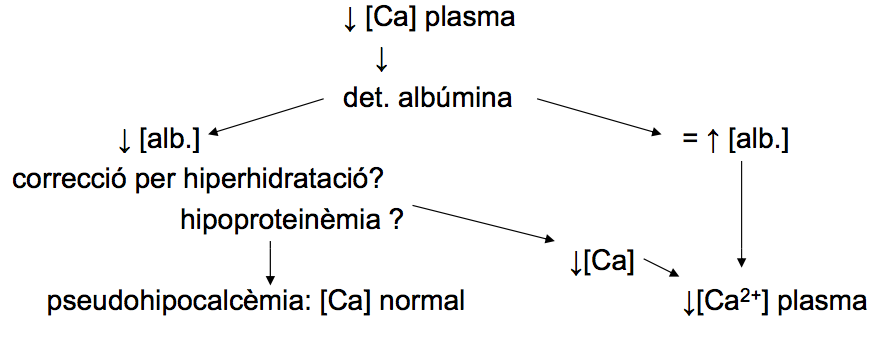 ↓ [Ca] plasma
↓
det. albúmina
↓ [alb.]
= ↑ [alb.]
correcció per hiperhidratació?
hipoproteinèmia ?
↓[Ca]
pseudohipocalcèmia: [Ca] normal
↓[Ca²⁺] plasma